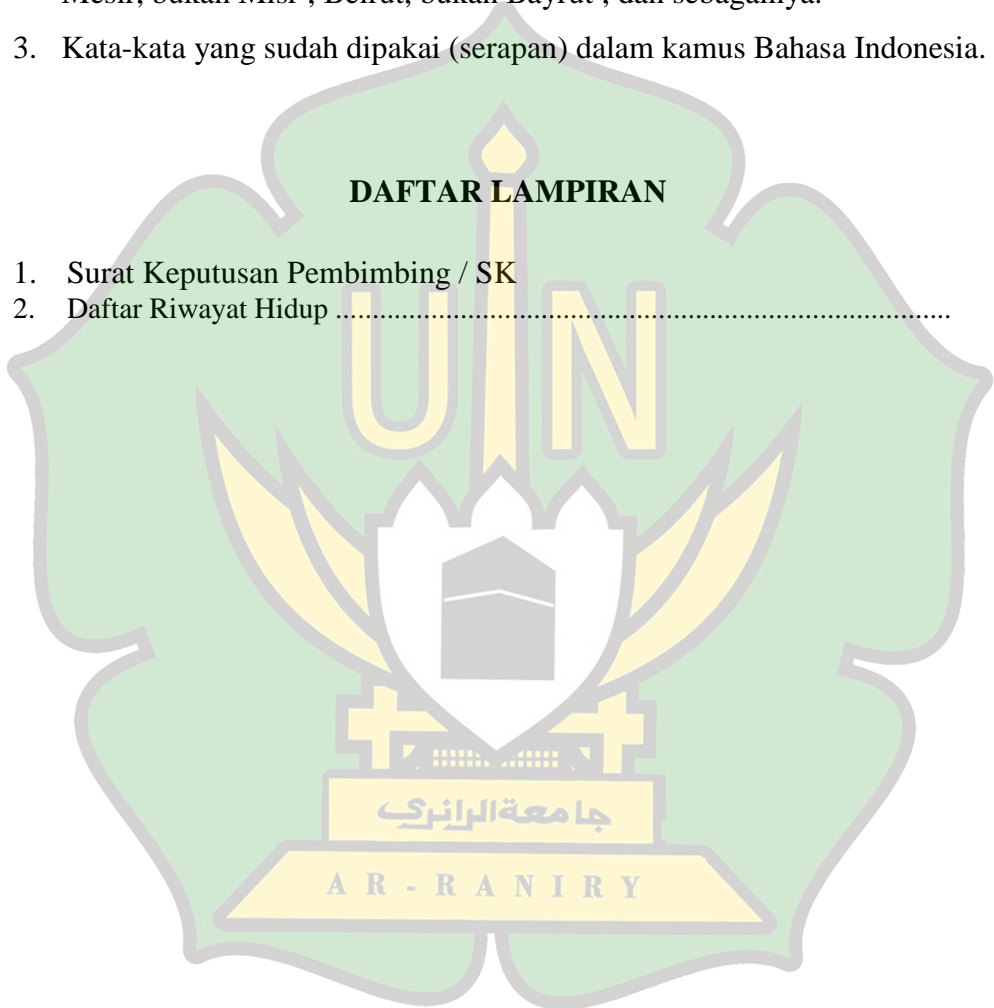 Mesir, bukan Misr ; Beirut, bukan Bayrut ; dan sebagainya.
3. Kata-kata yang sudah dipakai (serapan) dalam kamus Bahasa Indonesia.
DAFTAR LAMPIRAN
1. Surat Keputusan Pembimbing / SK
2. Daftar Riwayat Hidup ....................................................................................
UIN
جامعة الرانري
AR-RANIRY